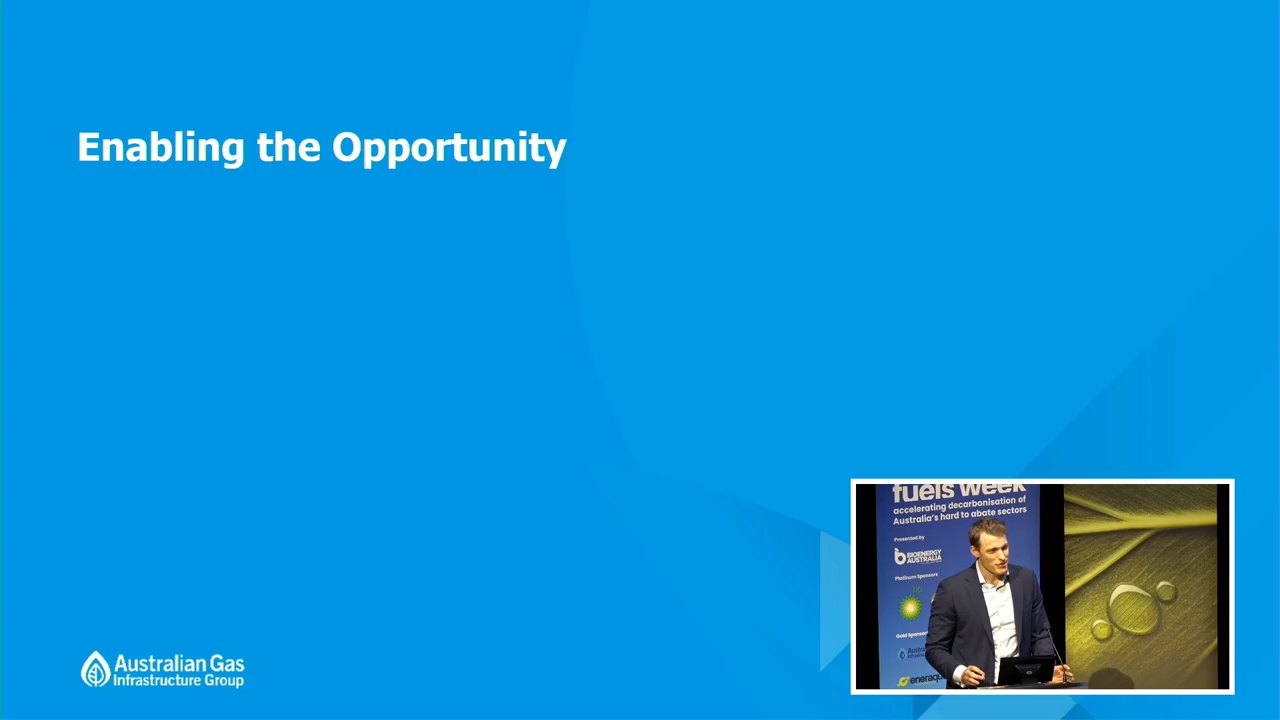 Enabling the Opportunity
fuels week
accelerating decarbonisation of
Australia's hard to abate sectors
Presented by
BIOENERGY
AUSTRALIA
Platinum Sponsors
bp
Gold Sponsors
Australian Gas
Infrastructure Group